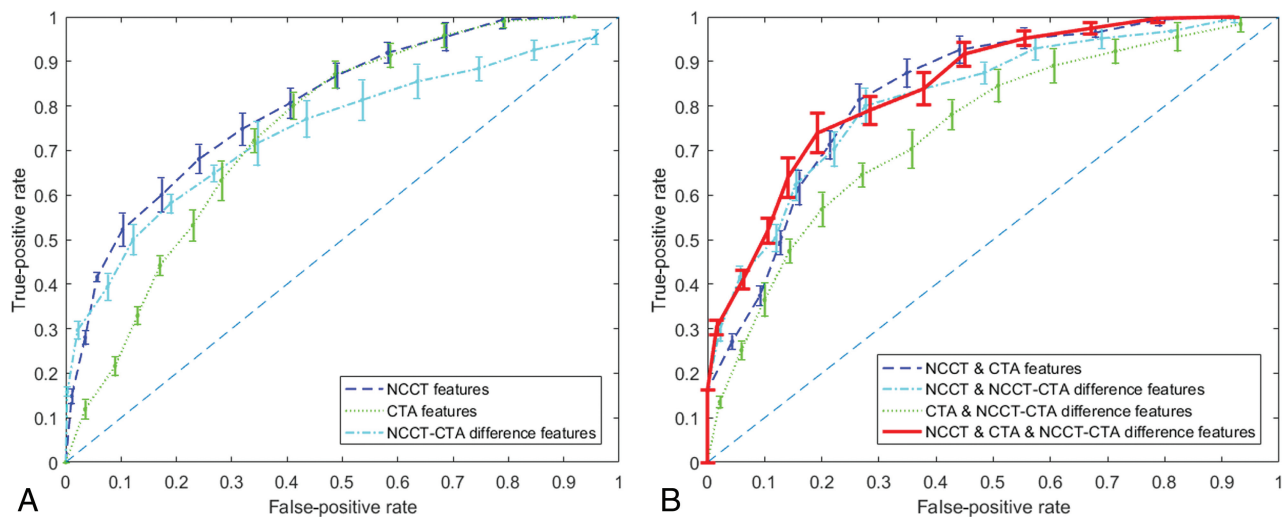 1
0.9
0.8
0.7
0.6
0.5
0.4
0.3
0.2
0.1
0
True-positive rate
NCCT features
CTA features
NCCT-CTA difference features
0 0.1 0.2 0.3 0.4 0.5 0.6 0.7 0.8 0.9 1
False-positive rate
A
1
0.9
0.8
0.7
0.6
0.5
0.4
0.3
0.2
0.1
0
True-positive rate
NCCT & CTA features
NCCT & NCCT-CTA difference features
CTA & NCCT-CTA difference features
NCCT & CTA & NCCT-CTA difference features
0 0.1 0.2 0.3 0.4 0.5 0.6 0.7 0.8 0.9 1
False-positive rate
B